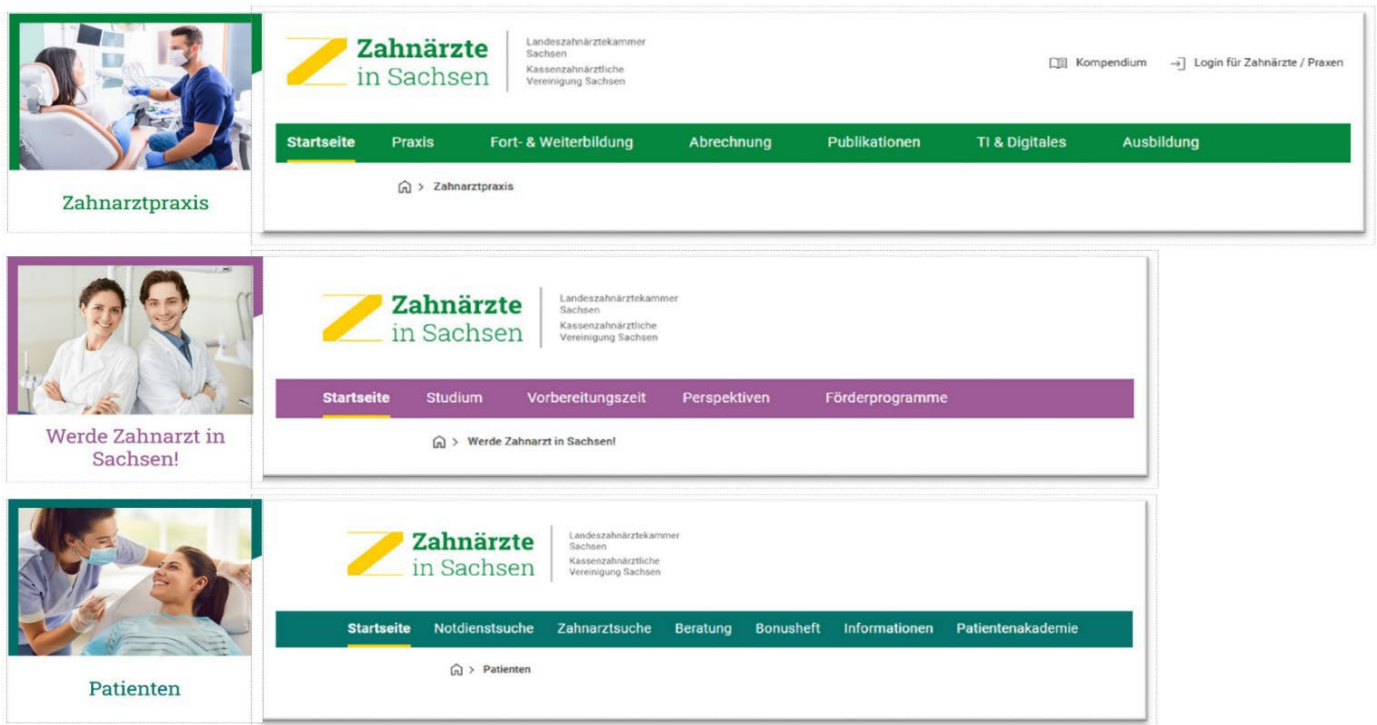 Zahnärzte
in Sachsen
Landeszahnärztekammer
Sachsen
Kassenzahnärztliche
Vereinigung Sachsen
Kompendium
Login für Zahnärzte / Praxen
Startseite Praxis Fort- & Weiterbildung Abrechnung Publikationen TI & Digitales Ausbildung
> Zahnarztpraxis
Zahnarztpraxis
Zahnärzte
in Sachsen
Landeszahnärztekammer
Sachsen
Kassenzahnärztliche
Vereinigung Sachsen
Startseite Studium Vorbereitungszeit Perspektiven Förderprogramme
> Werde Zahnarzt in Sachsen!
Werde Zahnarzt in
Sachsen!
Zahnärzte
in Sachsen
Landeszahnärztekammer
Sachsen
Kassenzahnärztliche
Vereinigung Sachsen
Startseite Notdienstsuche Zahnarztsuche Beratung Bonusheft Informationen Patientenakademie
> Patienten
Patienten